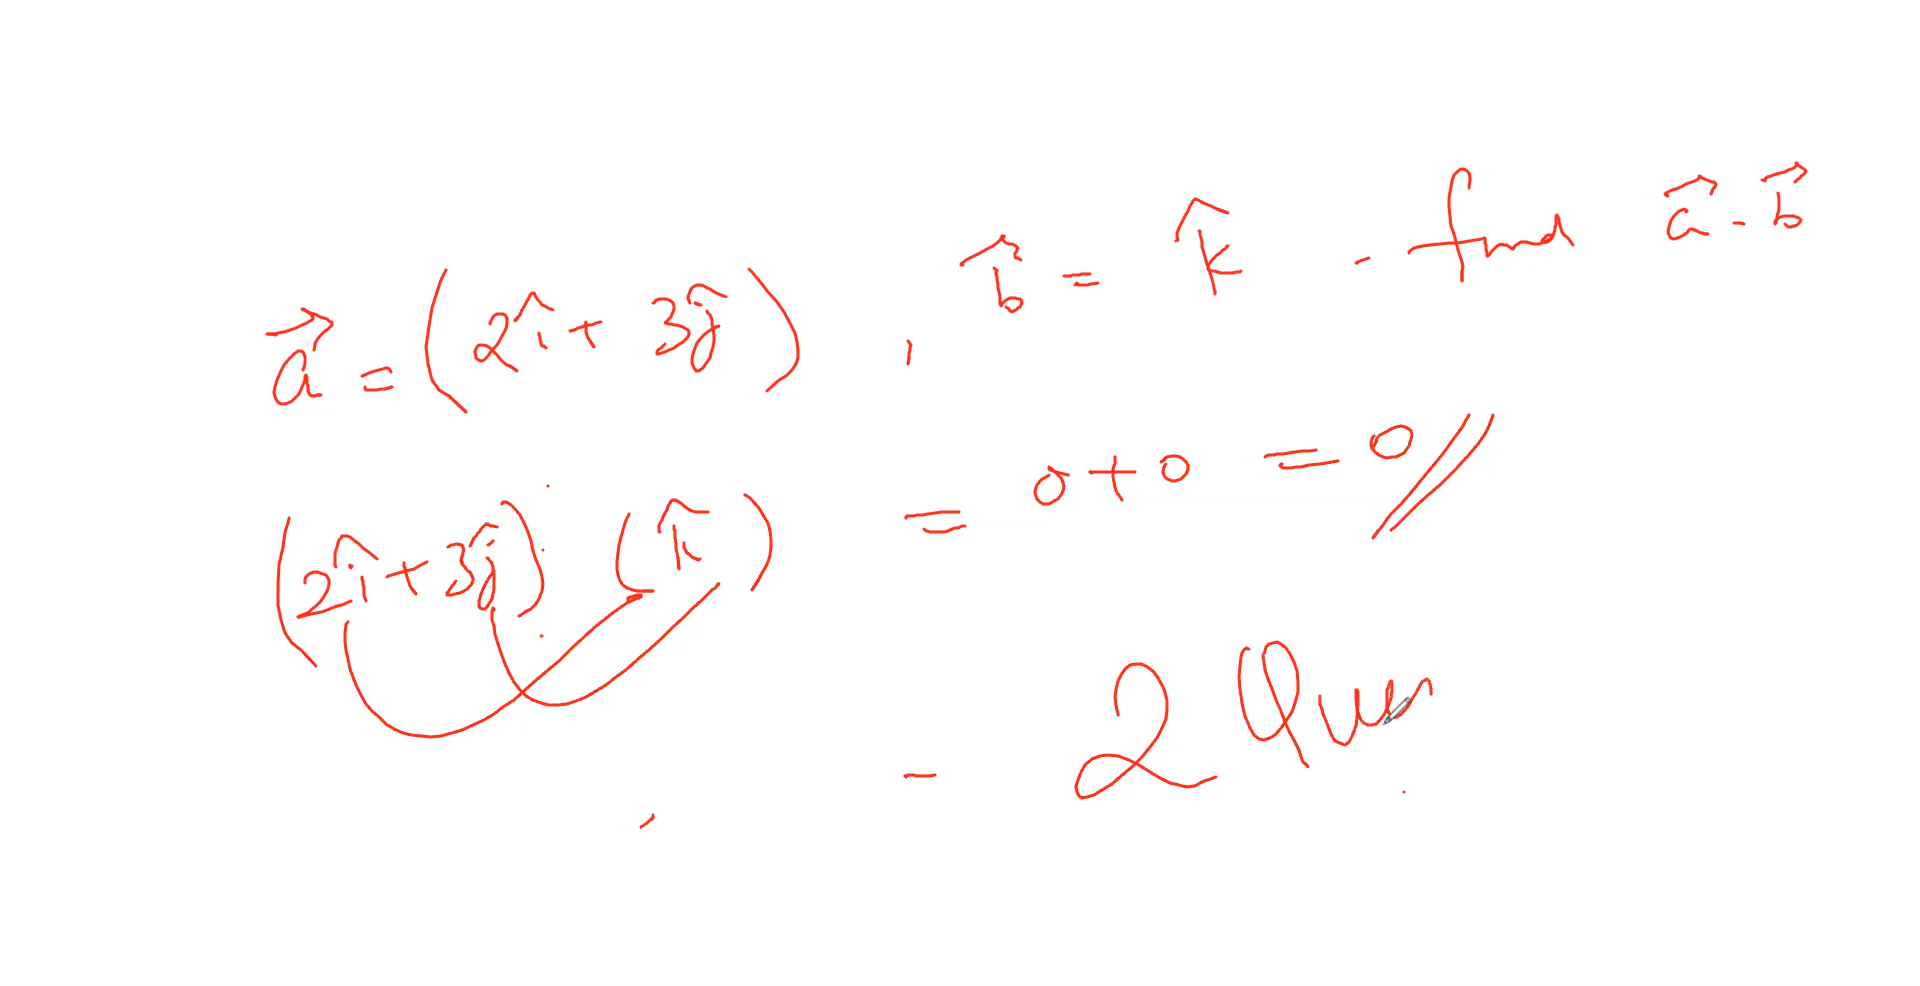 a⃗ = (2î + 3ĵ) , b⃗ = k̂ - find a⃗ . b⃗
(2î + 3ĵ) . (k̂) = 0 + 0 = 0 //
- 2